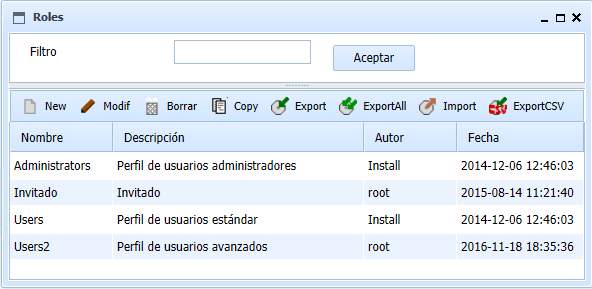 Roles
Filtro Aceptar
New Modif Borrar Copy Export ExportAll Import ExportCSV
Nombre Descripción Autor Fecha
Administrators Perfil de usuarios administradores Install 2014-12-06 12:46:03
Invitado Invitado root 2015-08-14 11:21:40
Users Perfil de usuarios estándar Install 2014-12-06 12:46:03
Users2 Perfil de usuarios avanzados root 2016-11-18 18:35:36